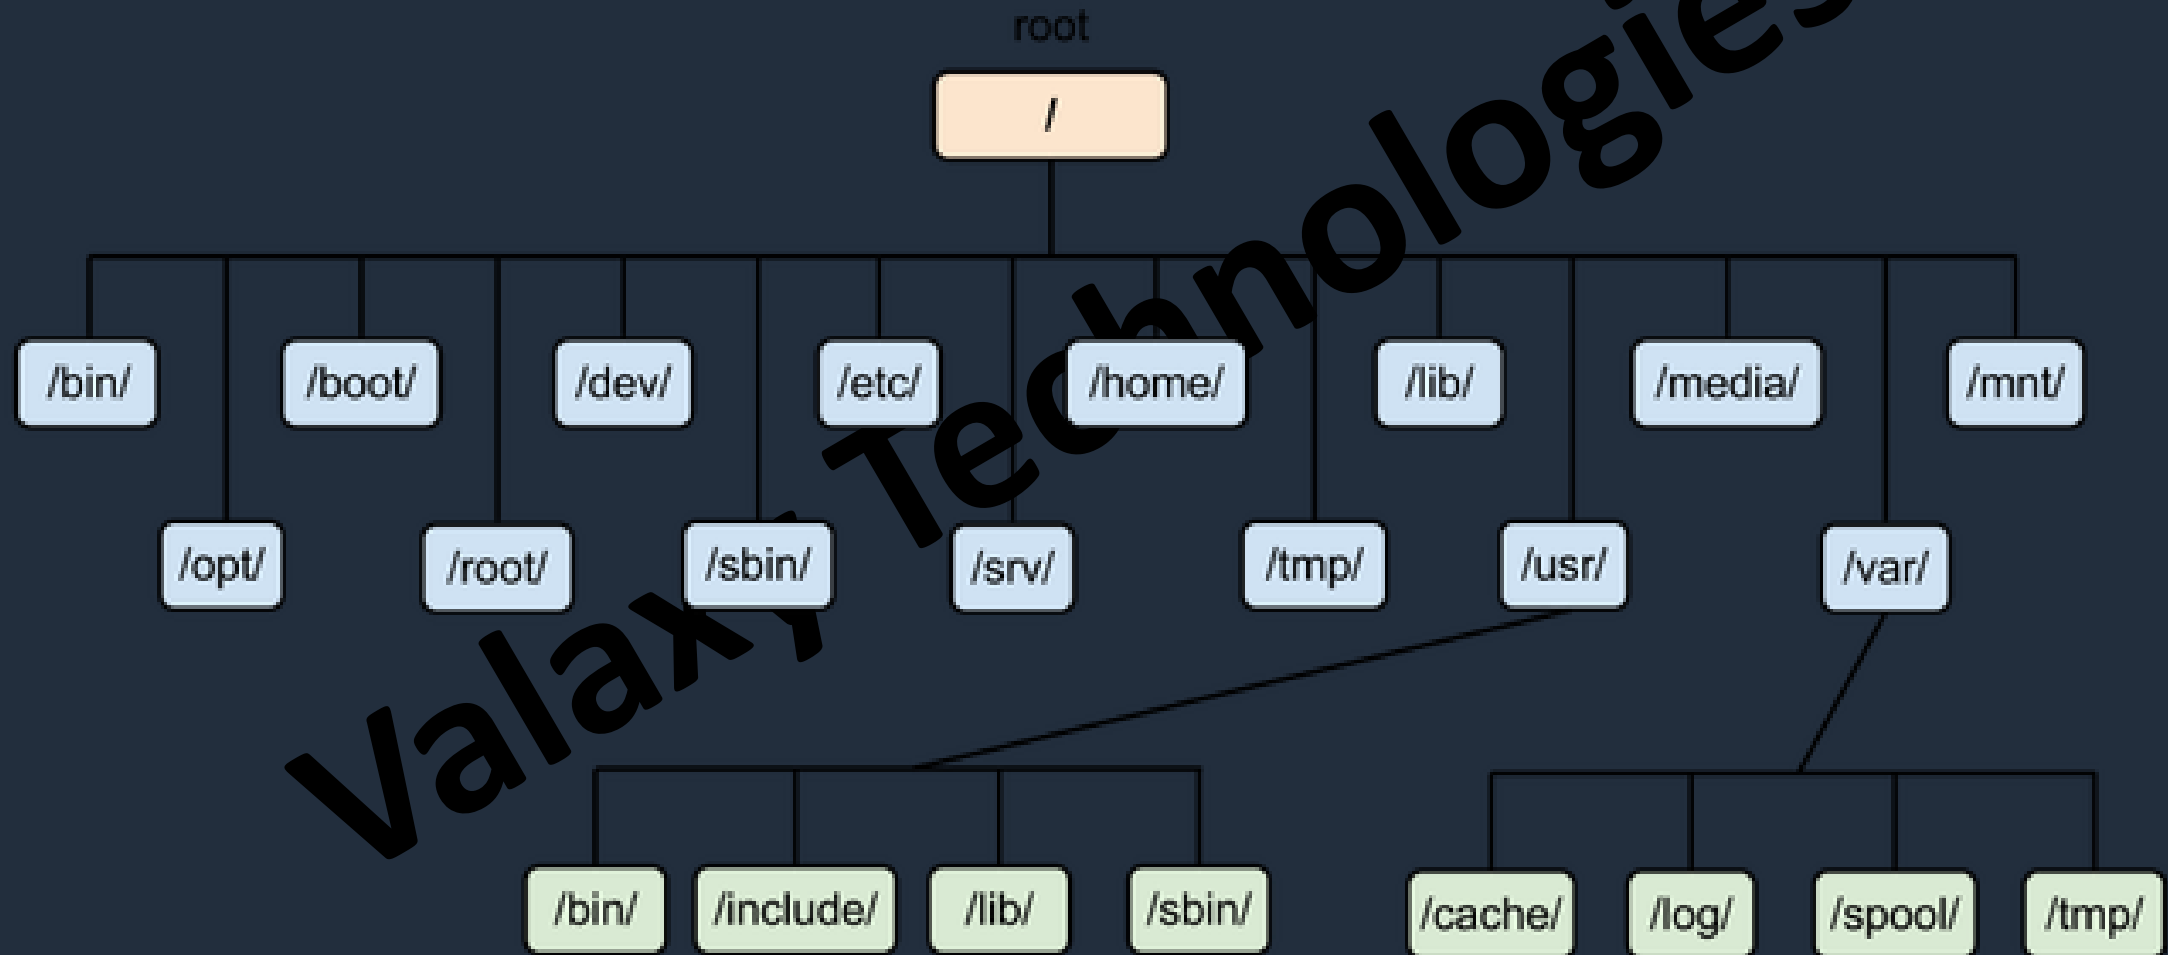 root
/
/bin/ /boot/ /dev/ /etc/ /home/ /lib/ /media/ /mnt/
/opt/ /root/ /sbin/ /srv/ /tmp/ /usr/ /var/
/bin/ /include/ /lib/ /sbin/ /cache/ /log/ /spool/ /tmp/
Valaxy Technologies